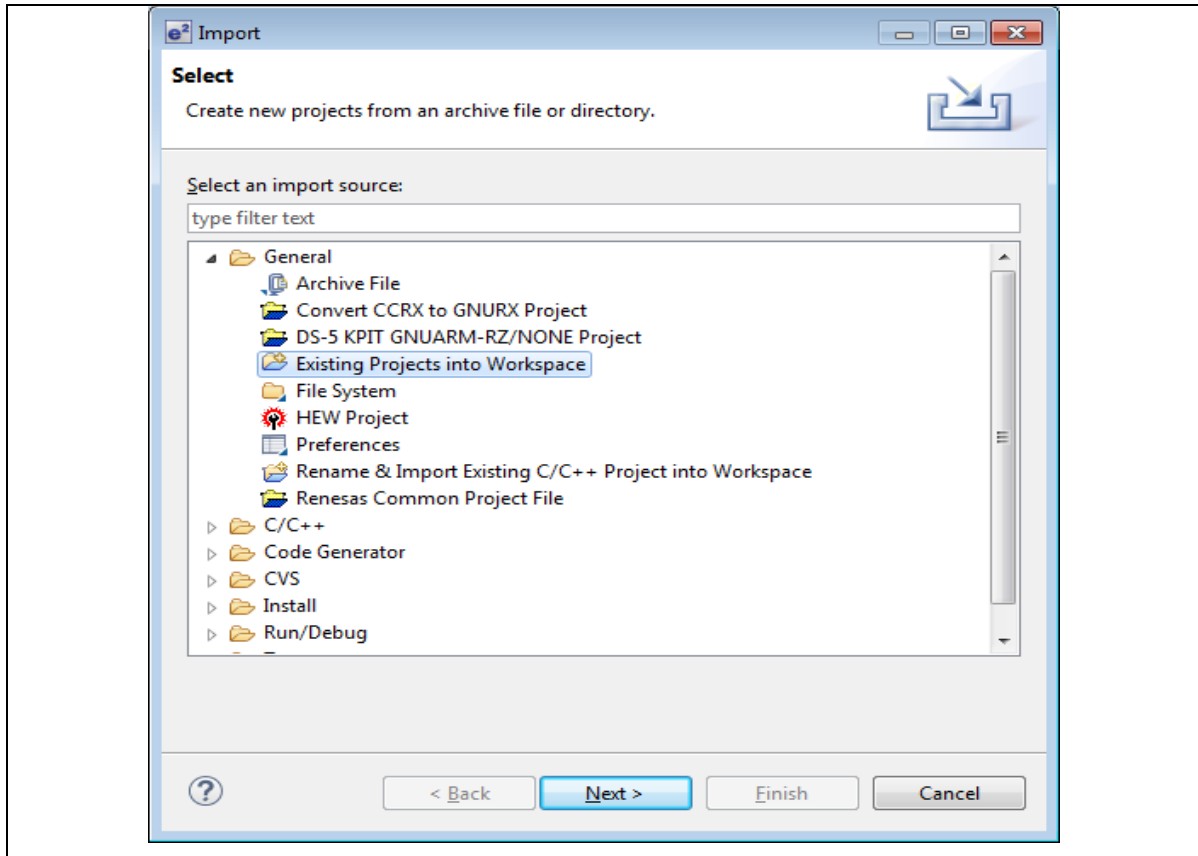 e² Import
Select
Create new projects from an archive file or directory.
Select an import source:
type filter text
General
Archive File
Convert CCRX to GNURX Project
DS-5 KPIT GNUARM-RZ/NONE Project
Existing Projects into Workspace
File System
HEW Project
Preferences
Rename & Import Existing C/C++ Project into Workspace
Renesas Common Project File
C/C++
Code Generator
CVS
Install
Run/Debug
? < Back Next > Finish Cancel